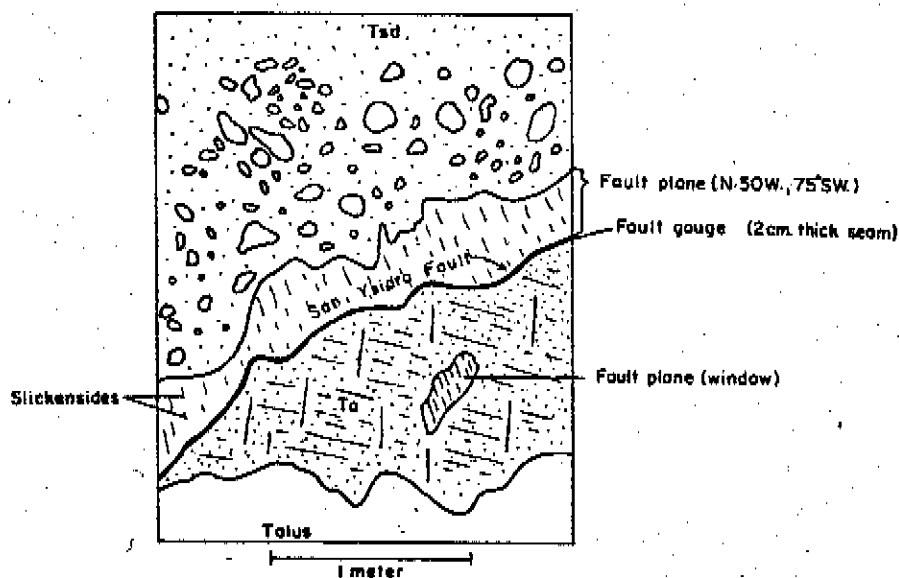 Tsd
Fault plane (N.50W., 75°SW.)
Fault gouge (2cm. thick seam)
San Ysidro Fault
Fault plane (window)
Slickensides
Ta
Talus
1 meter